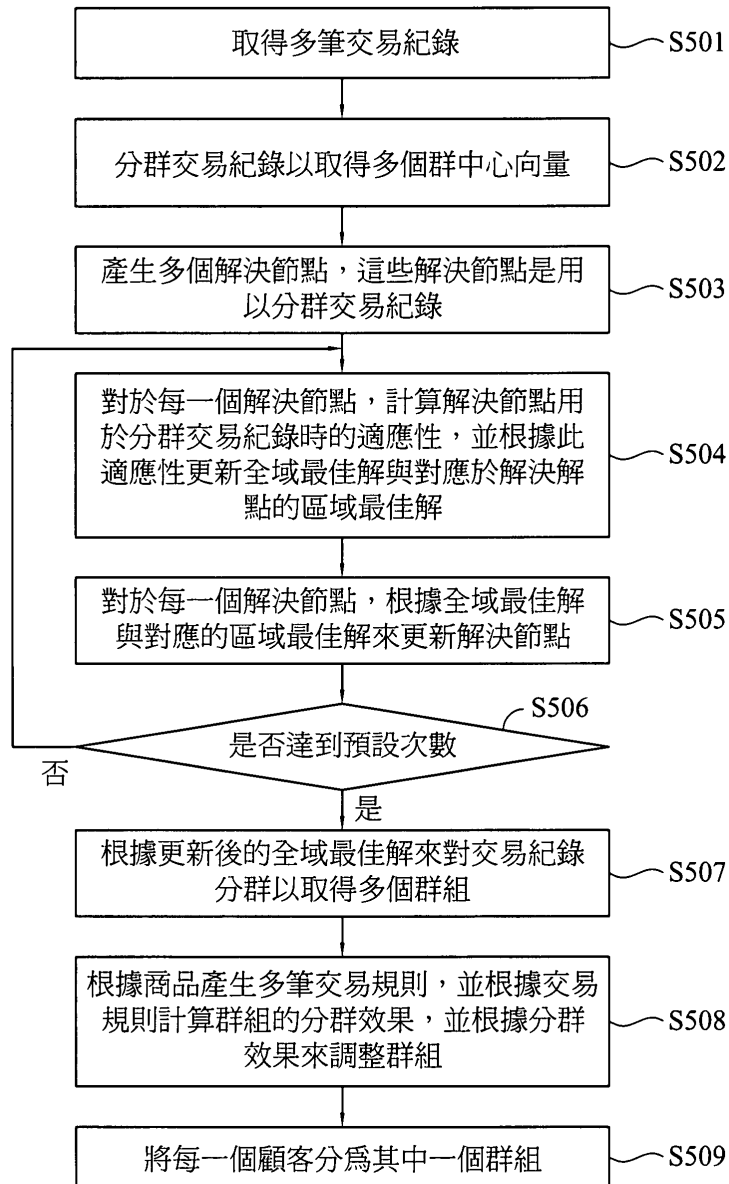 取得多筆交易紀錄
S501
分群交易紀錄以取得多個群中心向量
S502
產生多個解決節點，這些解決節點是用
以分群交易紀錄
S503
對於每一個解決節點，計算解決節點用
於分群交易紀錄時的適應性，並根據此
適應性更新全域最佳解與對應於解決解
點的區域最佳解
S504
對於每一個解決節點，根據全域最佳解
與對應的區域最佳解來更新解決節點
S505
S506
是否達到預設次數
否
是
根據更新後的全域最佳解來對交易紀錄
分群以取得多個群組
S507
根據商品產生多筆交易規則，並根據交易
規則計算群組的分群效果，並根據分群
效果來調整群組
S508
將每一個顧客分爲其中一個群組
S509